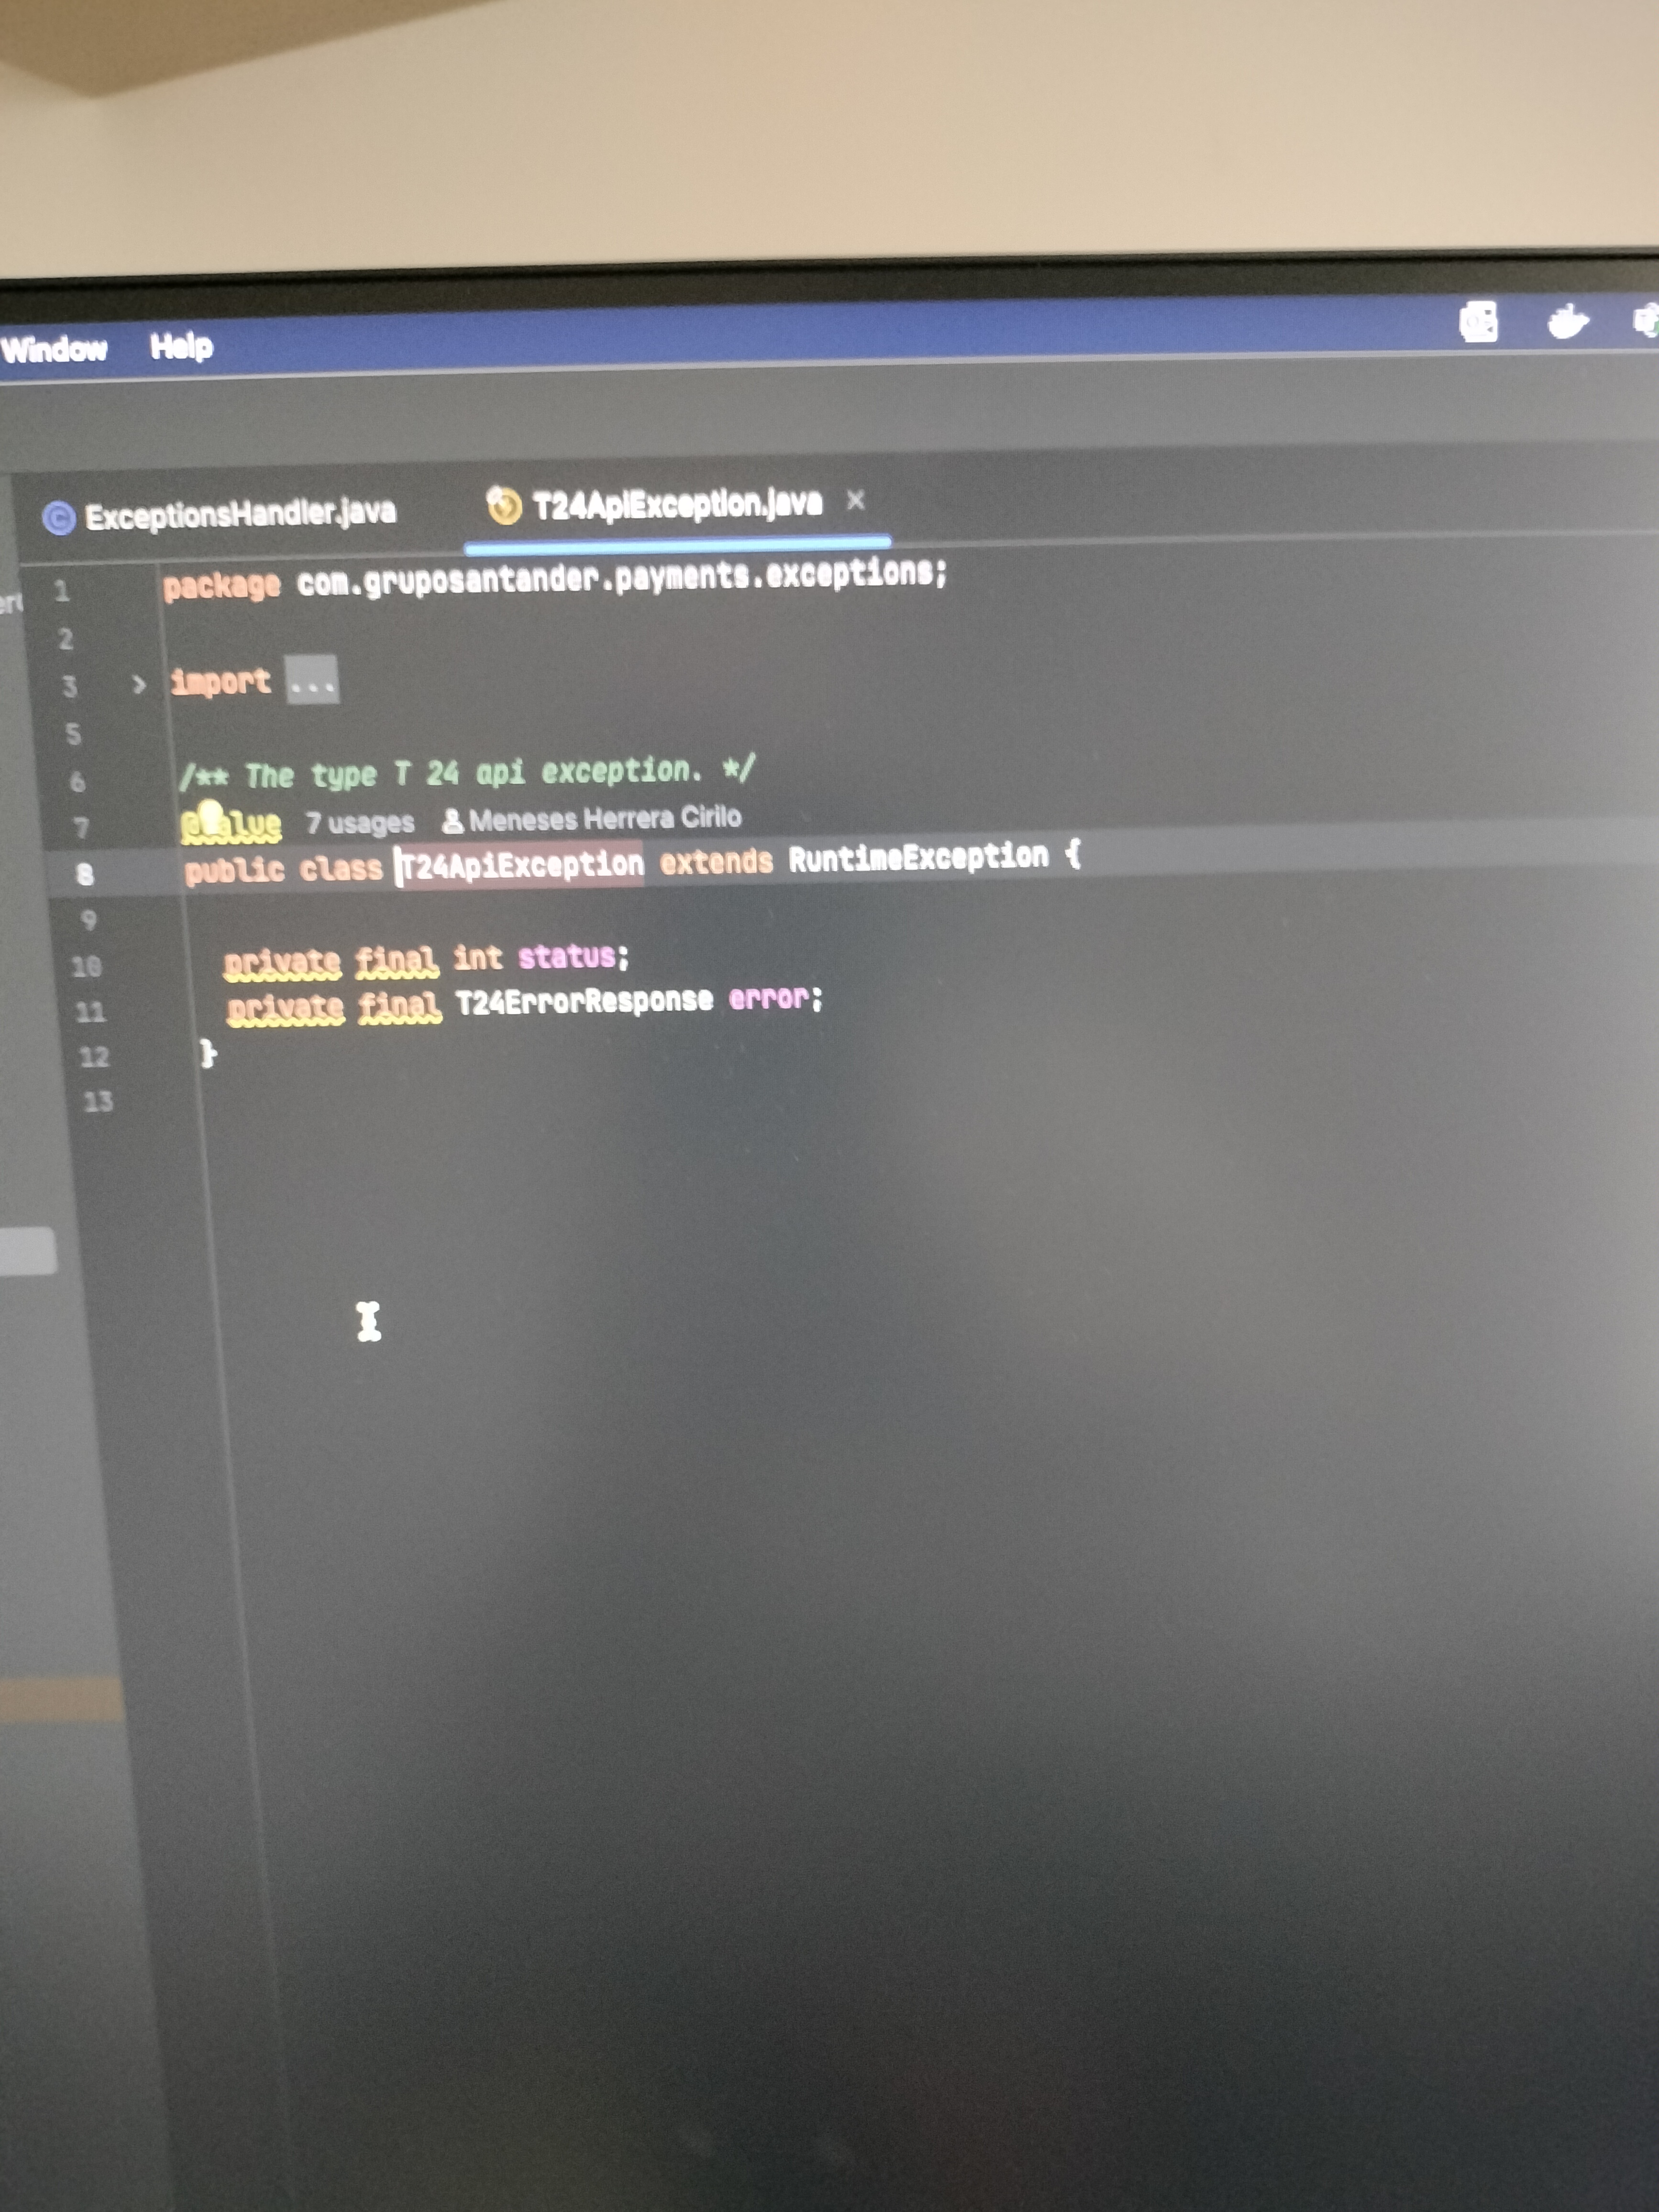 Window Help
ExceptionsHandler.java T24ApiException.java ×
1 package com.gruposantander.payments.exceptions;
2
3 > import ...
5
6 /** The type T 24 api exception. */
7 @Value 7 usages Meneses Herrera Cirilo
8 public class T24ApiException extends RuntimeException {
9
10 private final int status;
11 private final T24ErrorResponse error;
12 }
13